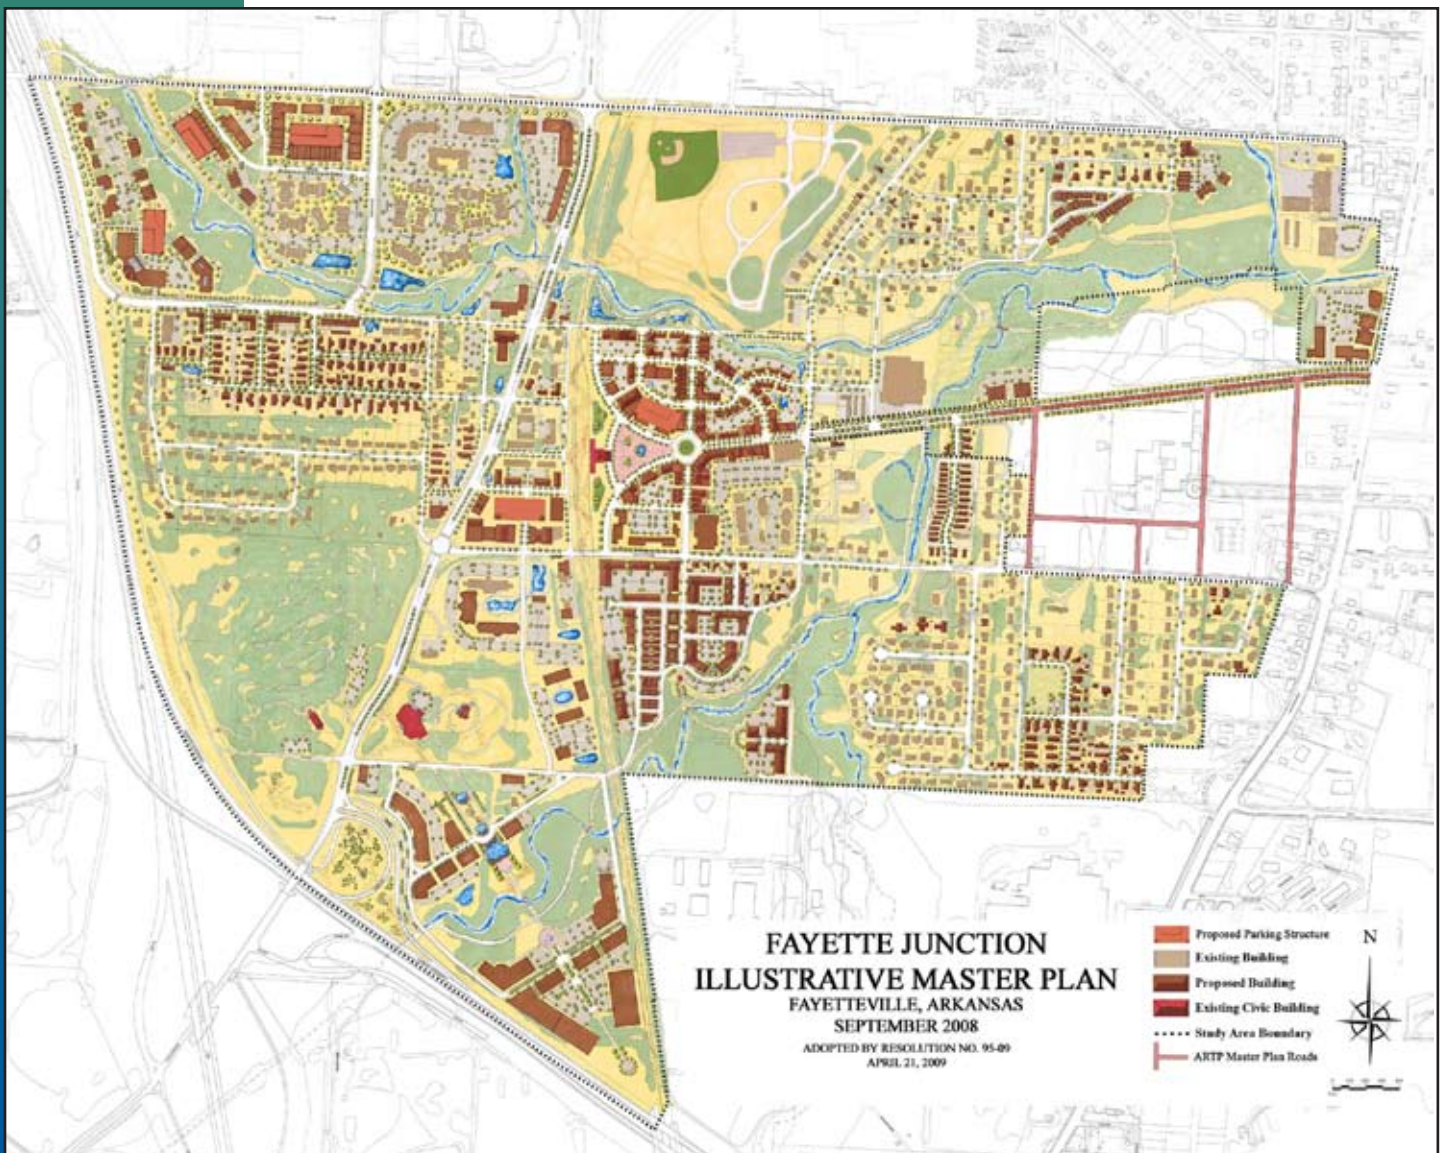 FAYETTE JUNCTION
ILLUSTRATIVE MASTER PLAN
FAYETTEVILLE, ARKANSAS
SEPTEMBER 2008
ADOPTED BY RESOLUTION NO. 95-09
APRIL 21, 2009
Proposed Parking Structure
Existing Building
Proposed Building
Existing Civic Building
Study Area Boundary
ARTP Master Plan Roads
N